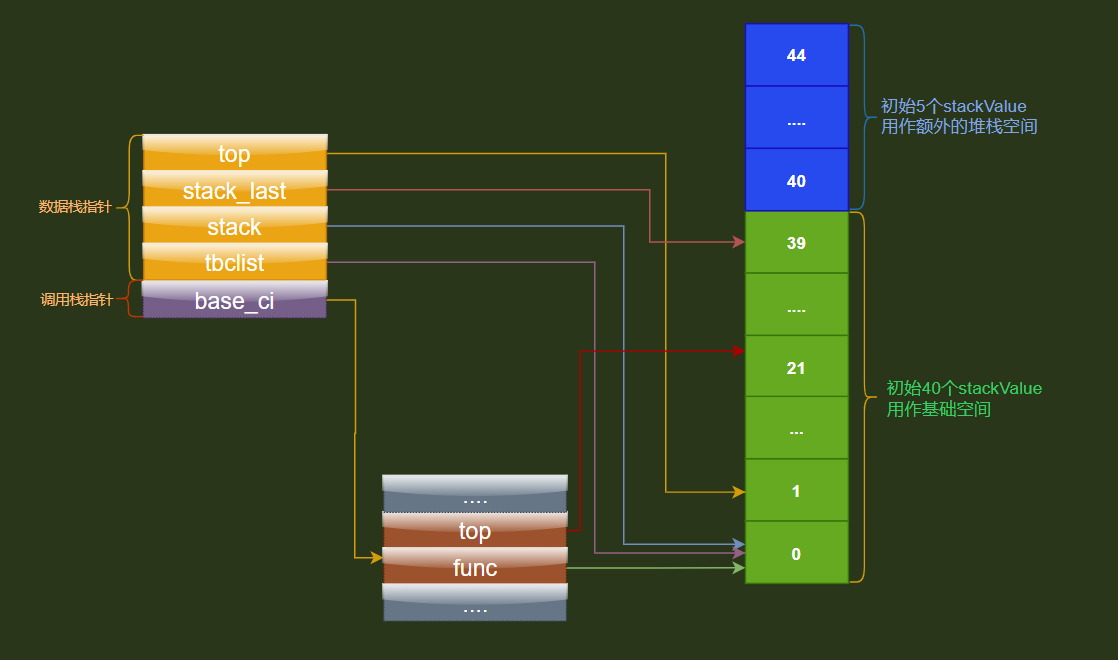 数据栈指针
调用栈指针
top
stack_last
stack
tbclist
base_ci
....
top
func
....
44
....
40
39
....
21
...
1
0
初始5个stackValue
用作额外的堆栈空间
初始40个stackValue
用作基础空间